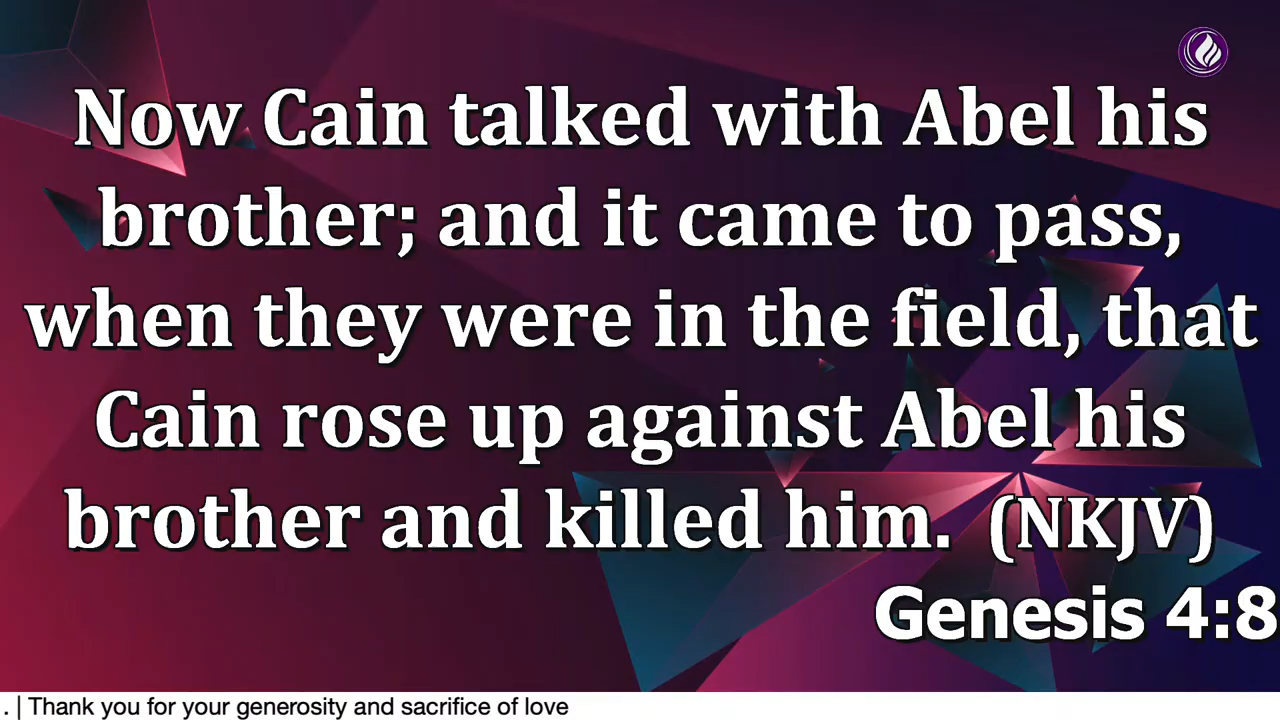 Now Cain talked with Abel his
brother; and it came to pass,
when they were in the field, that
Cain rose up against Abel his
brother and killed him. (NKJV)
Genesis 4:8
. | Thank you for your generosity and sacrifice of love